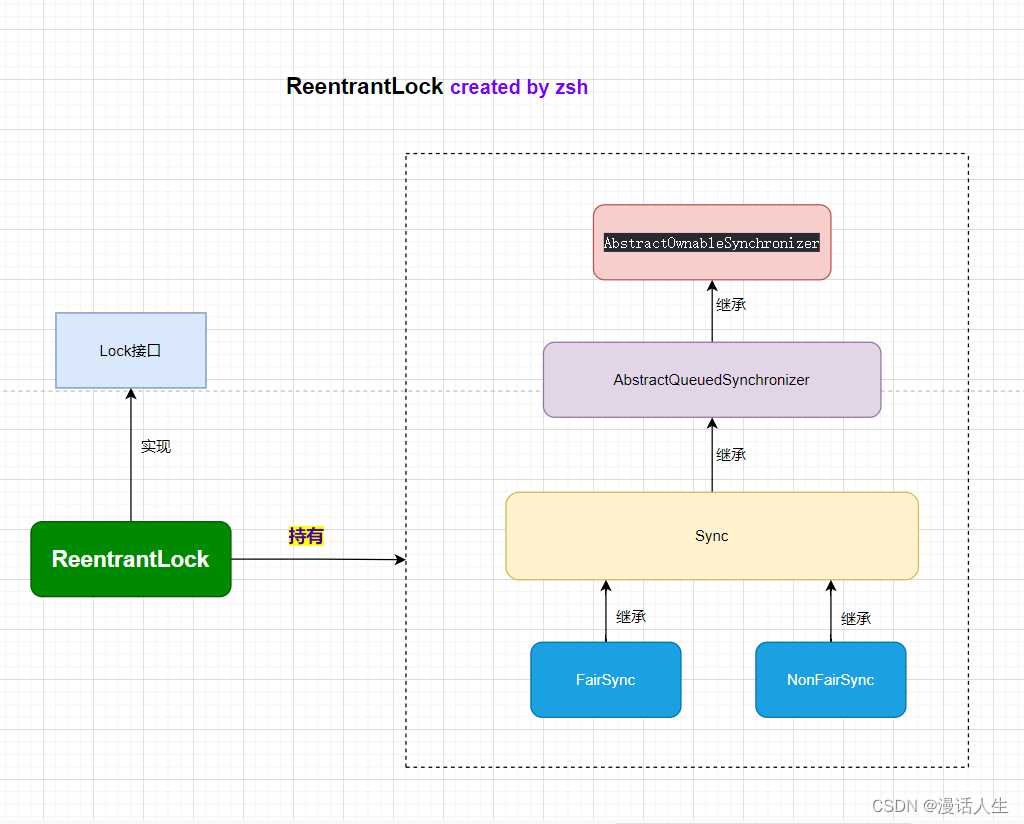 ReentrantLock created by zsh
AbstractOwnableSynchronizer
继承
Lock接口
AbstractQueuedSynchronizer
实现
继承
ReentrantLock
持有
Sync
继承
继承
FairSync
NonFairSync
CSDN @漫话人生